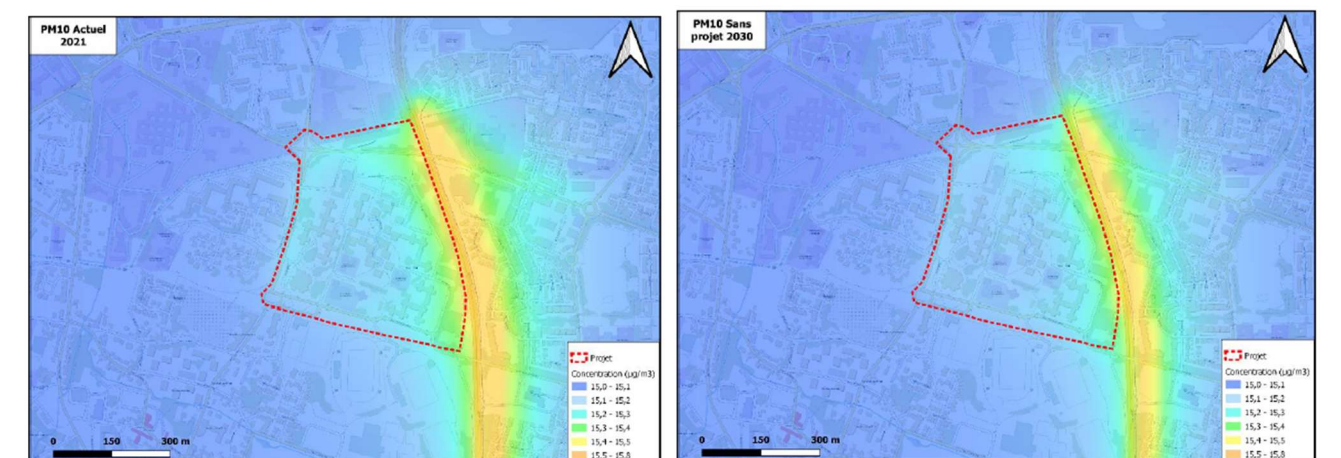 PM10 Actuel
2021
Projet
Concentration (µg/m3)
15,0 - 15,1
15,1 - 15,2
15,2 - 15,3
15,3 - 15,4
15,4 - 15,5
15,5 - 15,8
0 150 300 m
PM10 Sans
projet 2030
Projet
Concentration (µg/m3)
15,0 - 15,1
15,1 - 15,2
15,2 - 15,3
15,3 - 15,4
15,4 - 15,5
15,5 - 15,8
0 150 300 m